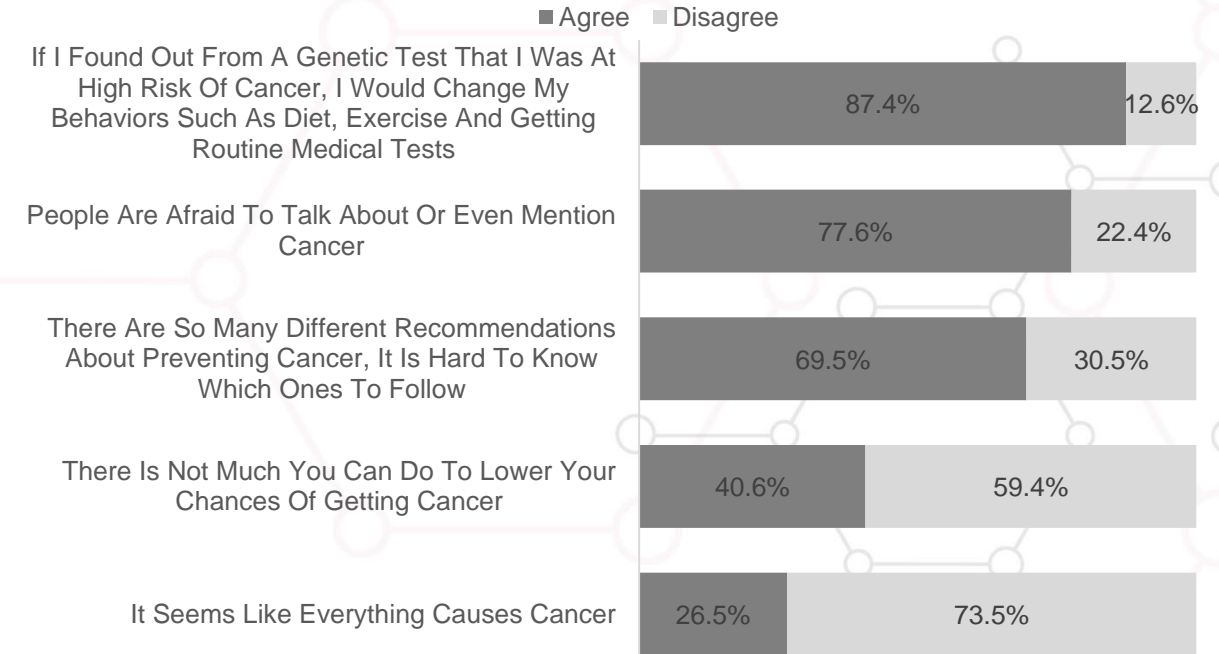 Agree Disagree
If I Found Out From A Genetic Test That I Was At
High Risk Of Cancer, I Would Change My
Behaviors Such As Diet, Exercise And Getting
Routine Medical Tests
87.4% 12.6%
People Are Afraid To Talk About Or Even Mention
Cancer
77.6% 22.4%
There Are So Many Different Recommendations
About Preventing Cancer, It Is Hard To Know
Which Ones To Follow
69.5% 30.5%
There Is Not Much You Can Do To Lower Your
Chances Of Getting Cancer
40.6% 59.4%
It Seems Like Everything Causes Cancer
26.5% 73.5%